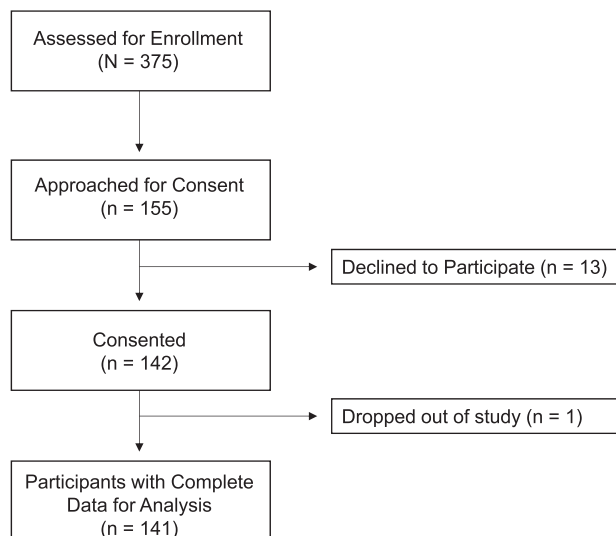 Assessed for Enrollment
(N = 375)
Approached for Consent
(n = 155)
Declined to Participate (n = 13)
Consented
(n = 142)
Dropped out of study (n = 1)
Participants with Complete
Data for Analysis
(n = 141)